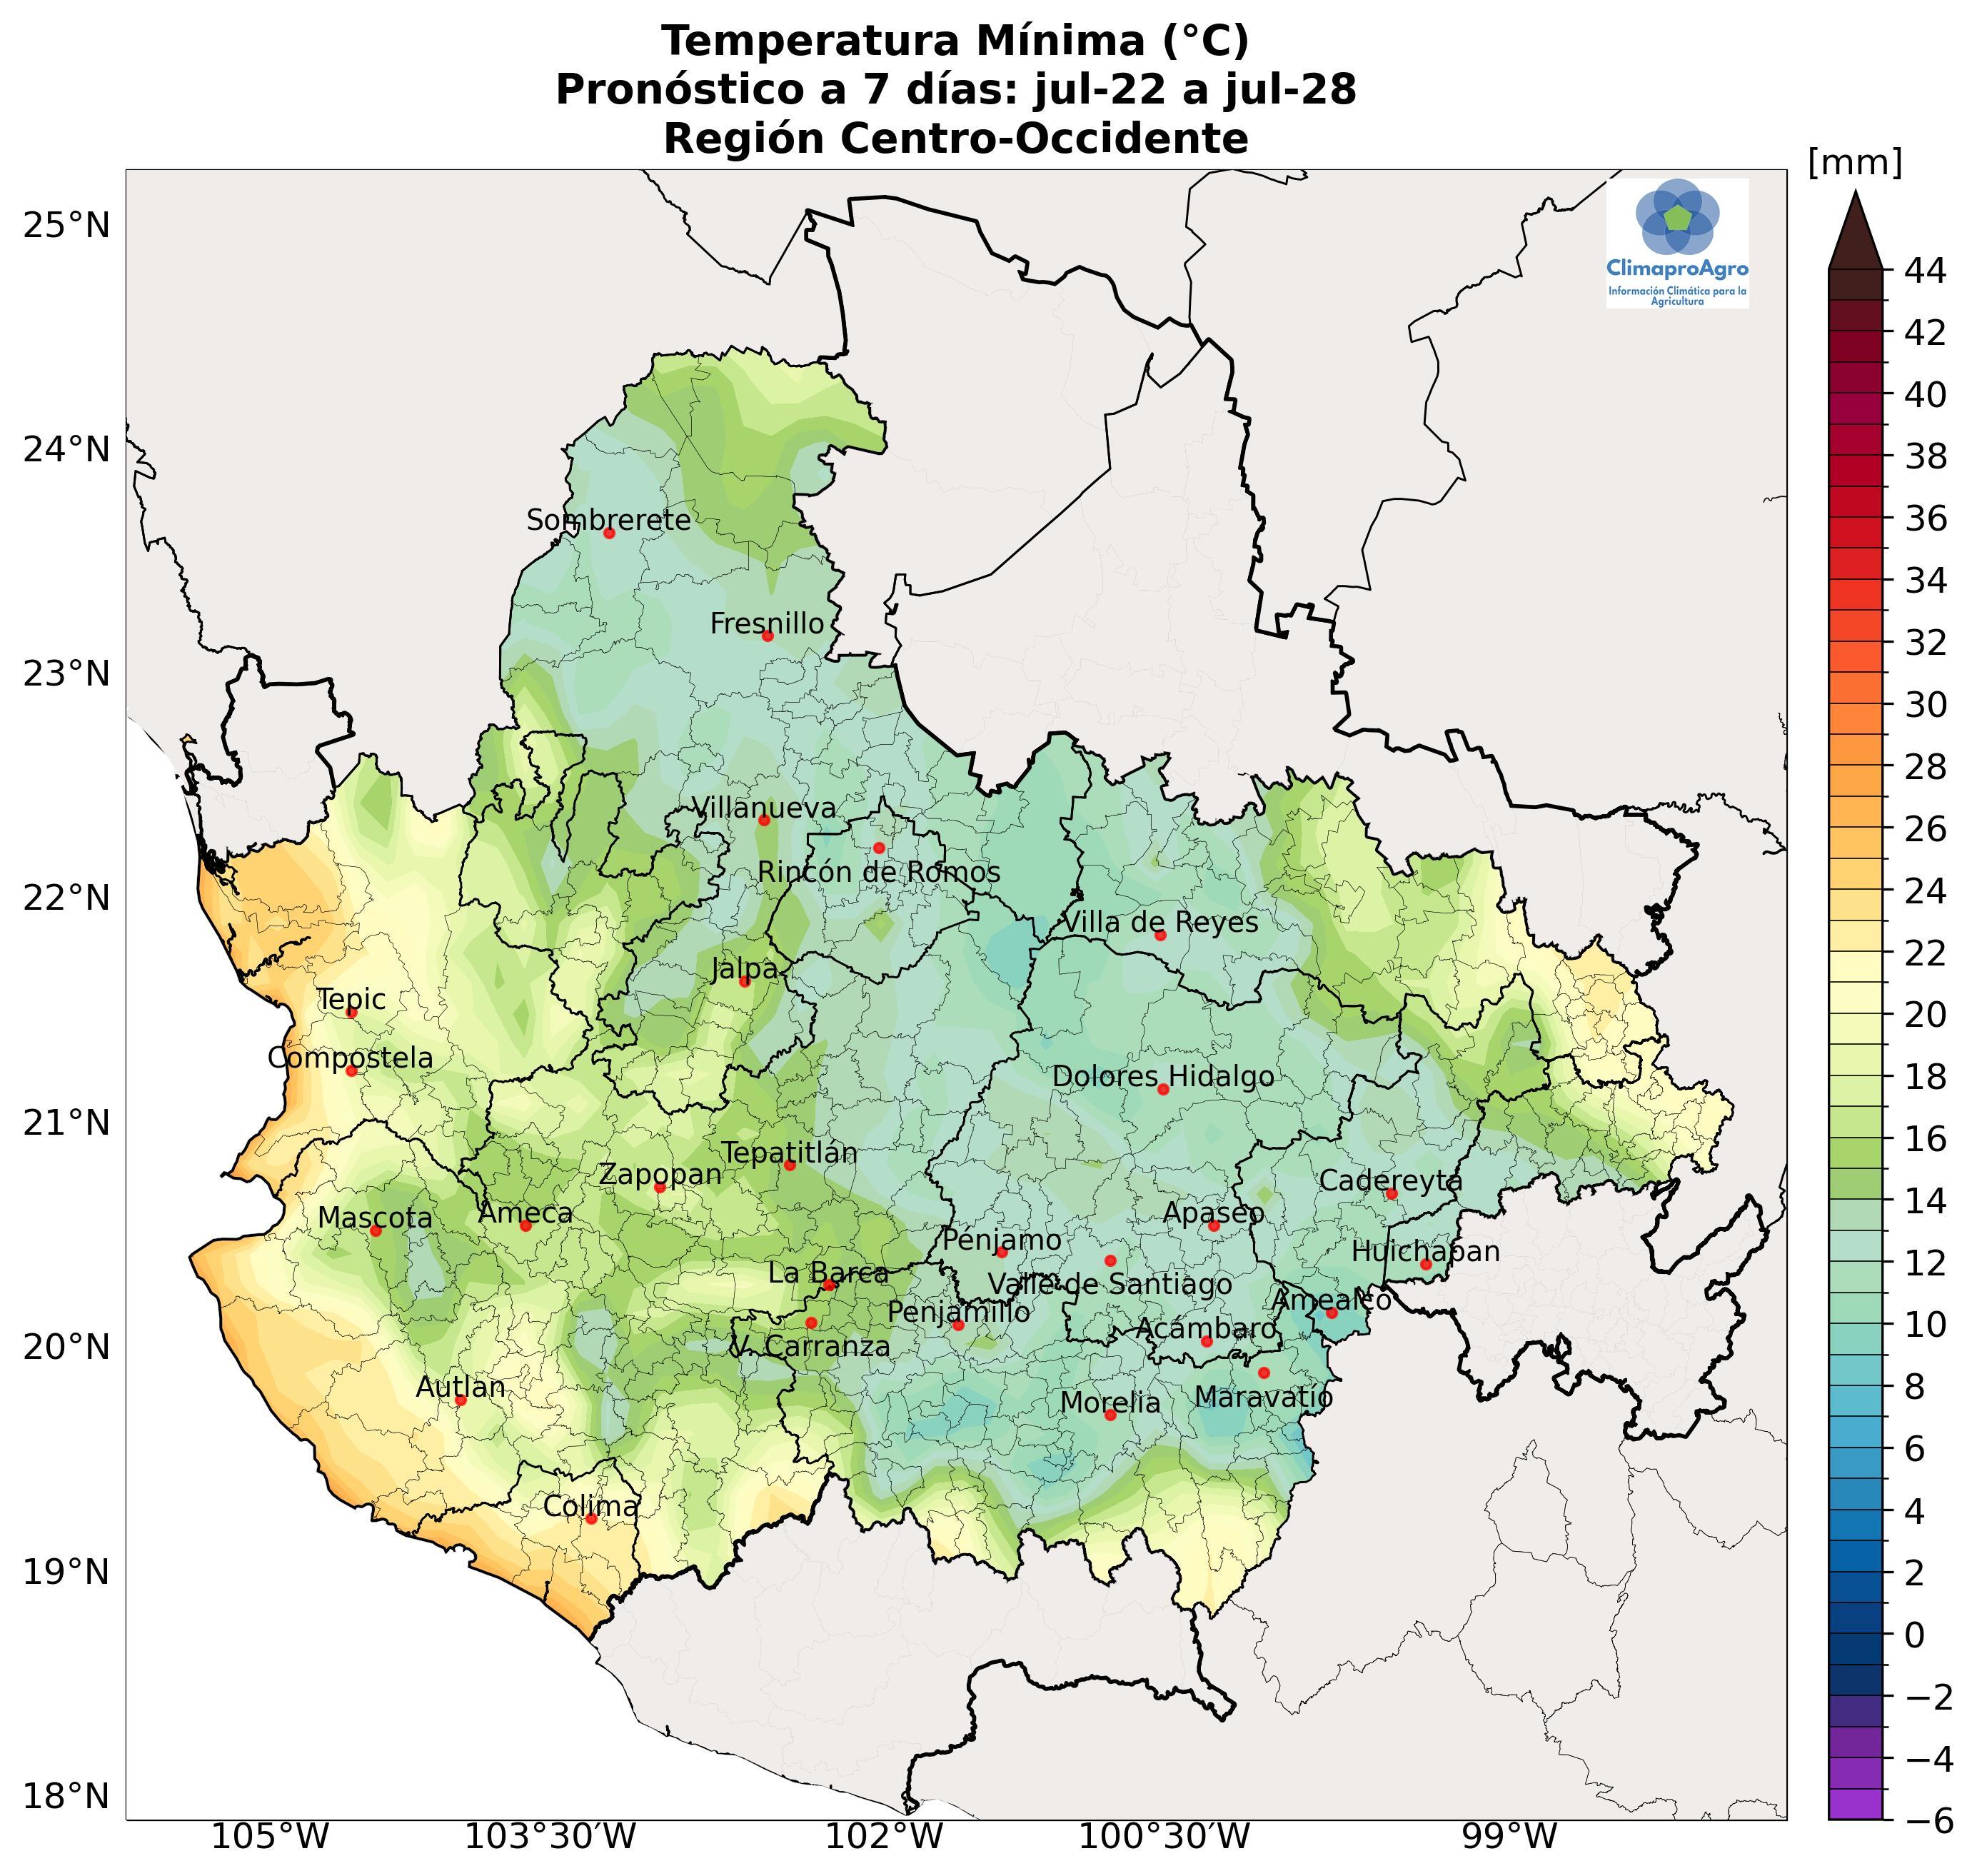 Temperatura Mínima (°C)
Pronóstico a 7 días: jul-22 a jul-28
Región Centro-Occidente
[mm]
25°N
24°N
23°N
22°N
21°N
20°N
19°N
18°N
ClimaproAgro
Información Climática para la
Agricultura
Sombrerete
Fresnillo
Villanueva
Rincón de Romos
Villa de Reyes
Jalpa
Tepic
Compostela
Dolores Hidalgo
Tepatitlán
Zapopan
Cadereyta
Mascota
Ameca
Apaseo
Pénjamo
Huichapan
La Barca
Valle de Santiago
Amealco
Penjamillo
Acámbaro
V. Carranza
Autlan
Morelia
Maravatío
Colima
105°W
103°30'W
102°W
100°30'W
99°W
44
42
40
38
36
34
32
30
28
26
24
22
20
18
16
14
12
10
8
6
4
2
0
−2
−4
−6